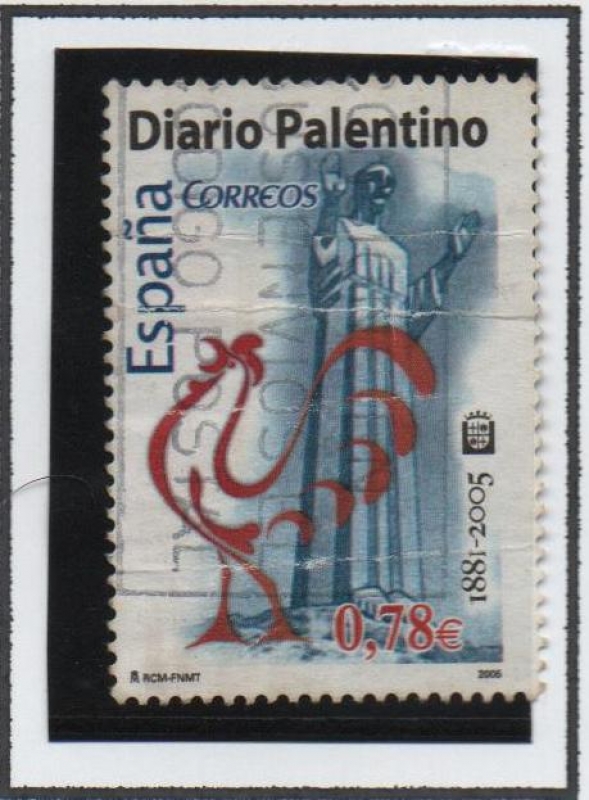 Diario Palentino
CORREOS
España
1881-2005
0,78€
RCM-FNMT
2005